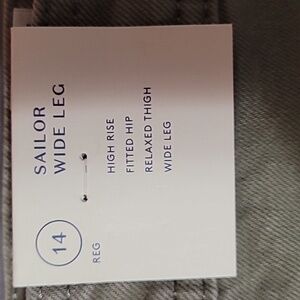 SAILOR
WIDE LEG
HIGH RISE
FITTED HIP
RELAXED THIGH
WIDE LEG
14
REG